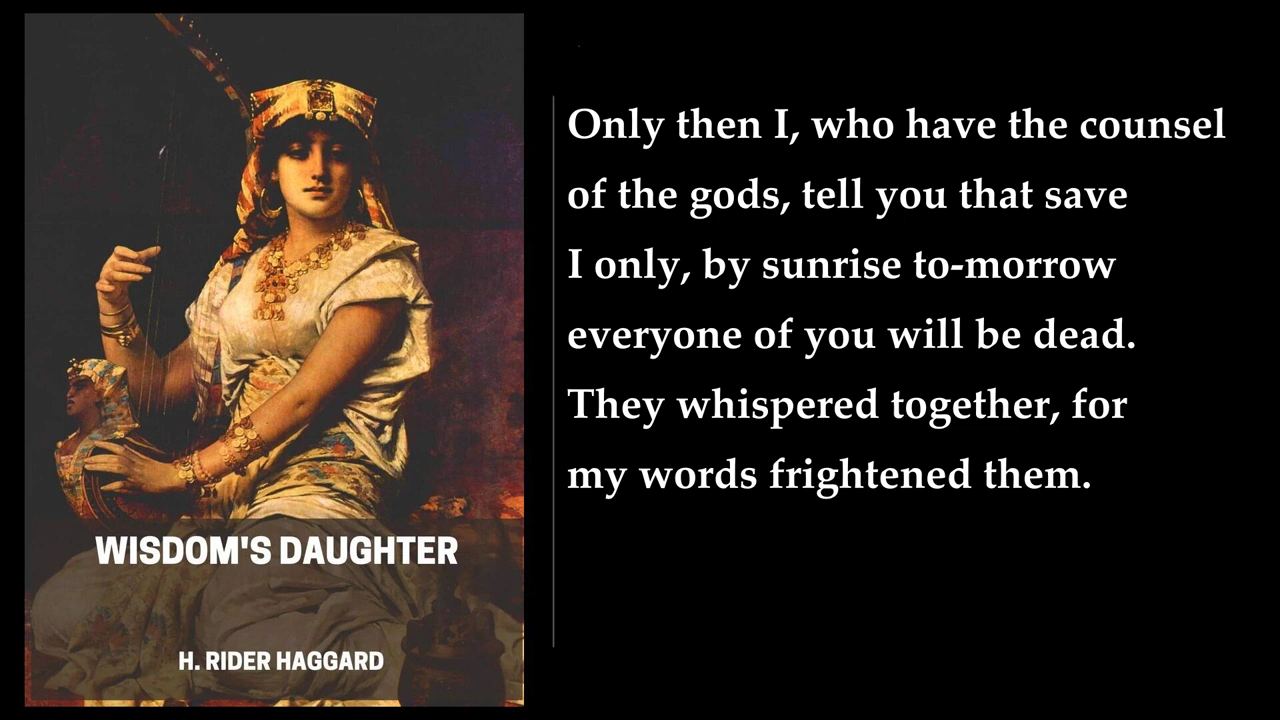 WISDOM'S DAUGHTER
H. RIDER HAGGARD
Only then I, who have the counsel
of the gods, tell you that save
I only, by sunrise to-morrow
everyone of you will be dead.
They whispered together, for
my words frightened them.